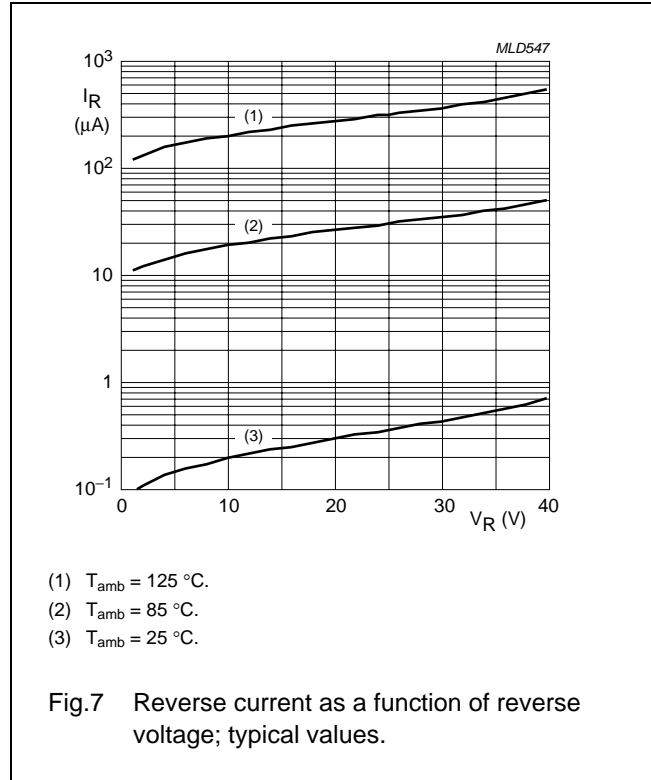 MLD547
10³
I_R
(μA)
(1)
10²
(2)
10
1
(3)
10⁻¹
0
10
20
30
40
V_R (V)
(1) T_amb = 125 °C.
(2) T_amb = 85 °C.
(3) T_amb = 25 °C.
Fig.7 Reverse current as a function of reverse
voltage; typical values.